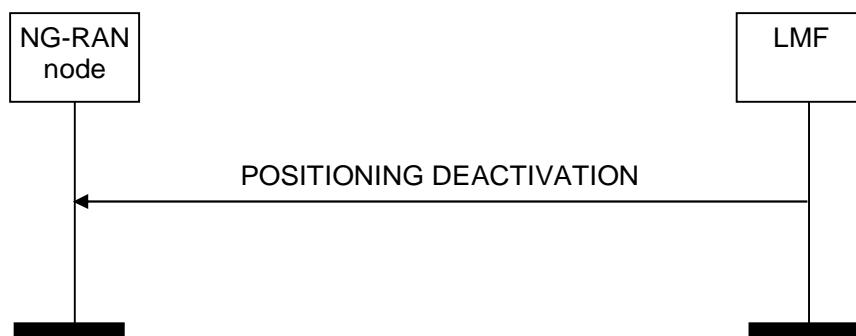 NG-RAN
node
LMF
POSITIONING DEACTIVATION